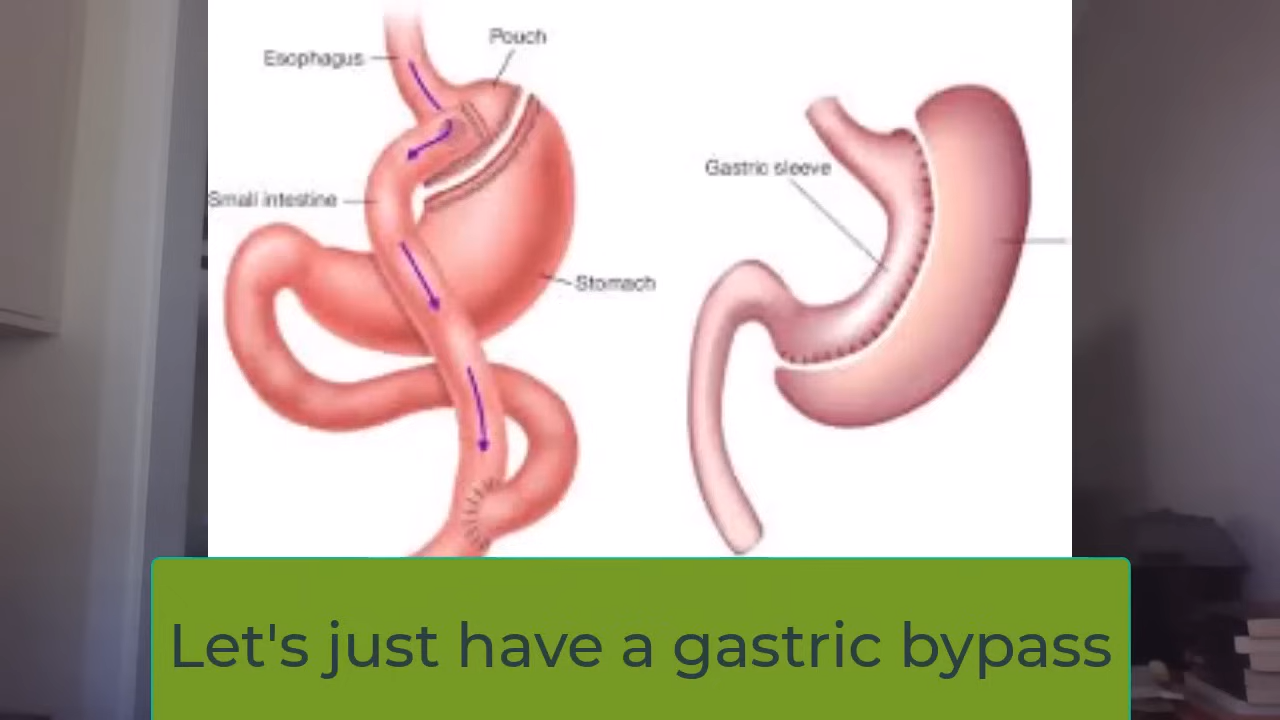 Pouch
Esophagus
Gastric sleeve
Small intestine
Stomach
Let's just have a gastric bypass